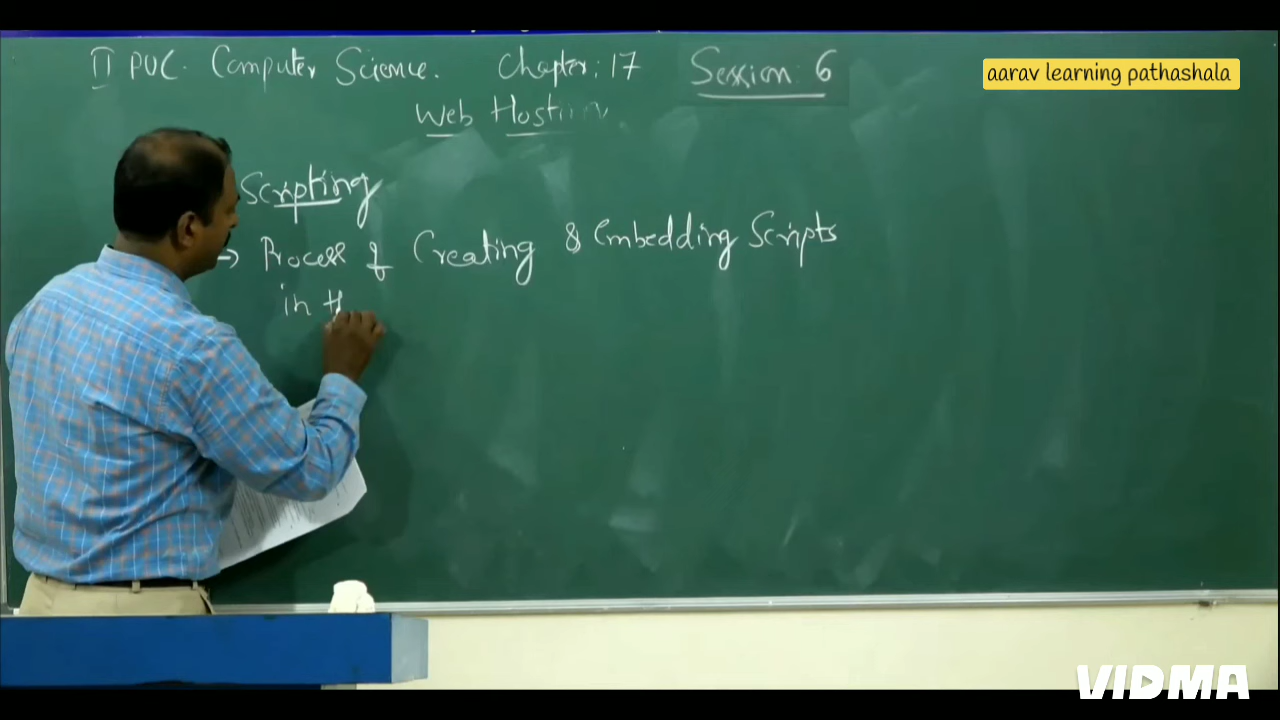 II PUC. Computer Science. Chapter: 17 Session: 6
aarav learning pathashala
Web Hosting
Scripting
→ Process of Creating & Embedding Scripts
in
VIDMA